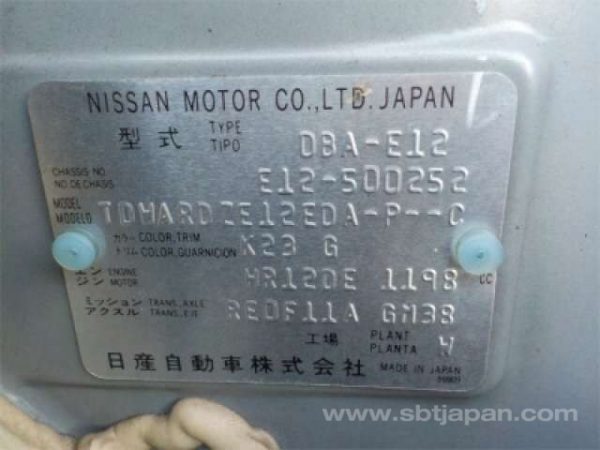 NISSAN MOTOR CO.,LTD. JAPAN
型式 TYPE TIPO DBA-E12
CHASSIS NO. NO. DE CHASIS E12-500252
MODEL MODELO TDMARDZE12EDA-P--C
カラー トリム COLOR, TRIM COLOR, GUARNICION K23 G
エンジン ENGINE MOTOR HR12DE 1198 CC
ミッション アクスル TRANS., AXLE TRANS., EJE RE0F11A GM38
工場 PLANT PLANTA W
日産自動車株式会社 MADE IN JAPAN
www.sbtjapan.com